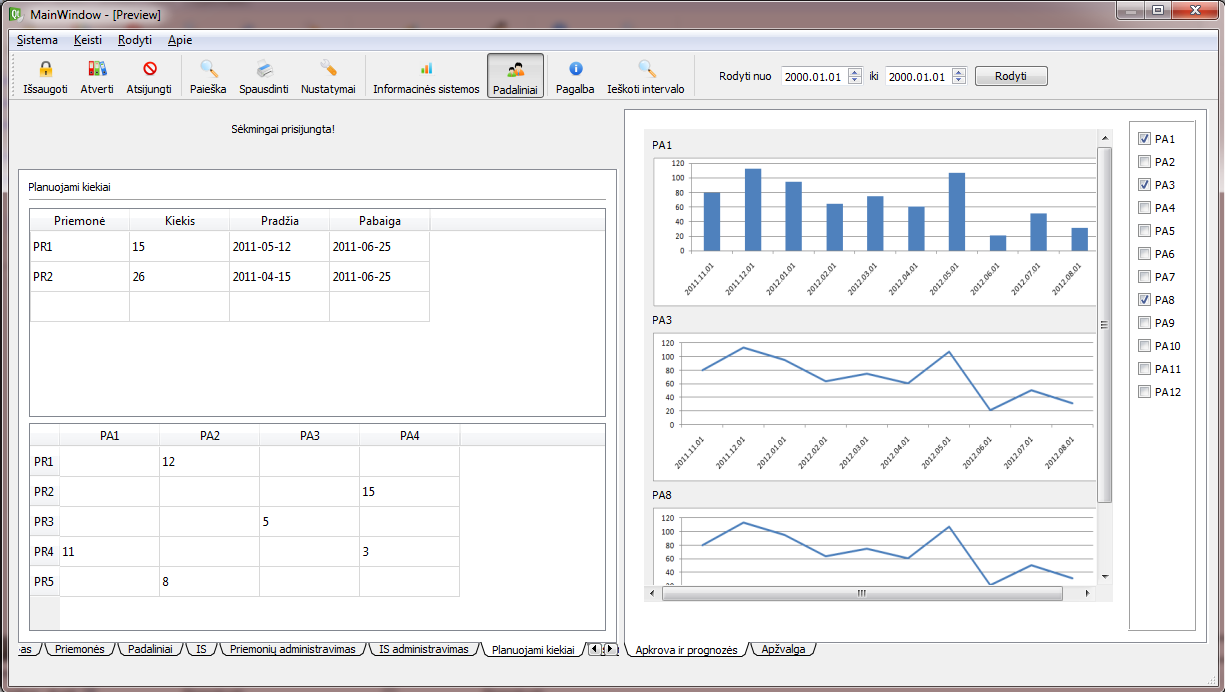 MainWindow - [Preview]
Sistema Keisti Rodyti Apie
Išsaugoti Atverti Atsijungti Paieška Spausdinti Nustatymai Informacinės sistemos Padaliniai Pagalba Ieškoti intervalo Rodyti nuo 2000.01.01 iki 2000.01.01 Rodyti
Sėkmingai prisijungta!
Planuojami kiekiai
Priemonė Kiekis Pradžia Pabaiga
PR1 15 2011-05-12 2011-06-25
PR2 26 2011-04-15 2011-06-25
PA1 PA2 PA3 PA4
PR1 12
PR2 15
PR3 5
PR4 11 3
PR5 8
as Priemonės Padaliniai IS Priemonių administravimas IS administravimas Planuojami kiekiai
PA1
120
100
80
60
40
20
0
2011.11.01 2011.12.01 2012.01.01 2012.02.01 2012.03.01 2012.04.01 2012.05.01 2012.06.01 2012.07.01 2012.08.01
PA3
120
100
80
60
40
20
0
2011.11.01 2011.12.01 2012.01.01 2012.02.01 2012.03.01 2012.04.01 2012.05.01 2012.06.01 2012.07.01 2012.08.01
PA8
120
100
80
60
40
20
Apkrova ir prognozės Apžvalga
PA1
PA2
PA3
PA4
PA5
PA6
PA7
PA8
PA9
PA10
PA11
PA12